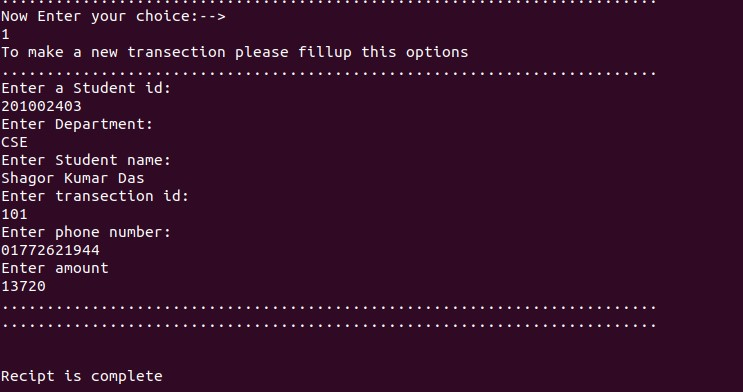 .........................................................................
Now Enter your choice:-->
1
To make a new transection please fillup this options
.........................................................................
Enter a Student id:
201002403
Enter Department:
CSE
Enter Student name:
Shagor Kumar Das
Enter transection id:
101
Enter phone number:
01772621944
Enter amount
13720
.........................................................................
.........................................................................
Recipt is complete